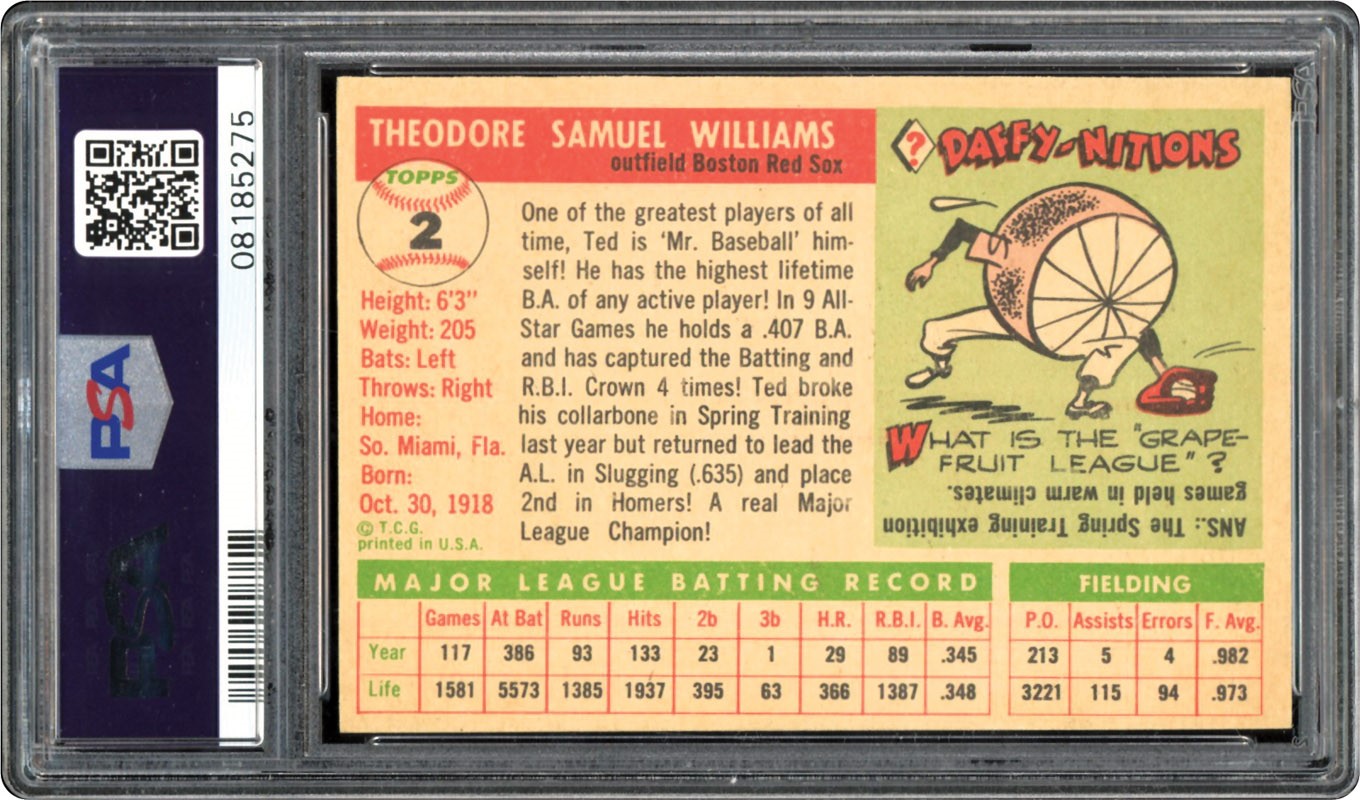 PSA
08185275
PSA
PSA
THEODORE SAMUEL WILLIAMS
outfield Boston Red Sox
TOPPS
2
Height: 6'3"
Weight: 205
Bats: Left
Throws: Right
Home:
So. Miami, Fla.
Born:
Oct. 30, 1918
© T.C.G.
printed in U.S.A.
One of the greatest players of all
time, Ted is ‘Mr. Baseball’ him-
self! He has the highest lifetime
B.A. of any active player! In 9 All-
Star Games he holds a .407 B.A.
and has captured the Batting and
R.B.I. Crown 4 times! Ted broke
his collarbone in Spring Training
last year but returned to lead the
A.L. in Slugging (.635) and place
2nd in Homers! A real Major
League Champion!
? DAFFY-NITIONS
WHAT IS THE "GRAPE-
FRUIT LEAGUE"?
ANS.: The Spring Training exhibition
games held in warm climates.
MAJOR LEAGUE BATTING RECORD
Games At Bat Runs Hits 2b 3b H.R. R.B.I. B. Avg.
Year 117 386 93 133 23 1 29 89 .345
Life 1581 5573 1385 1937 395 63 366 1387 .348
FIELDING
P.O. Assists Errors F. Avg.
213 5 4 .982
3221 115 94 .973
PSA